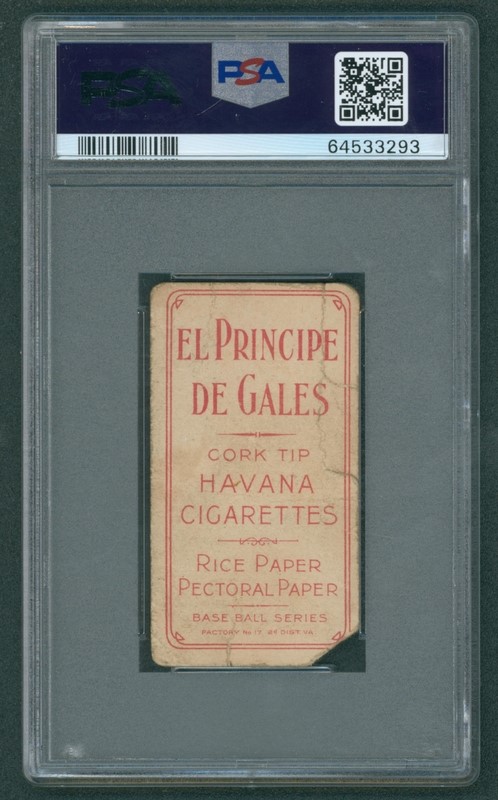 PSA
PSA
64533293
EL PRINCIPE
DE GALES
CORK TIP
HAVANA
CIGARETTES
RICE PAPER
PECTORAL PAPER
BASE BALL SERIES
FACTORY No 17, 2d DIST. VA